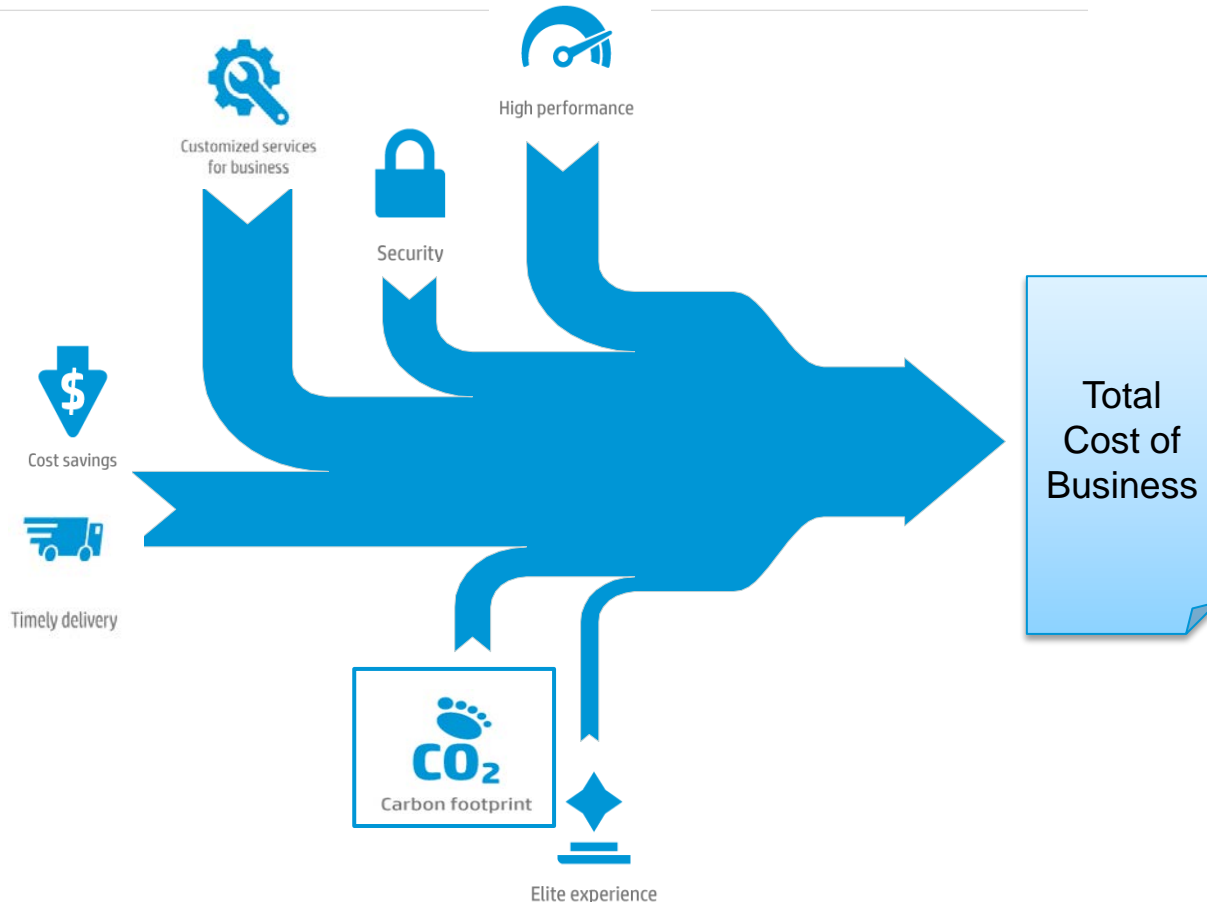 High performance
Customized services
for business
Security
$
Cost savings
Timely delivery
CO₂
Carbon footprint
Elite experience
Total
Cost of
Business